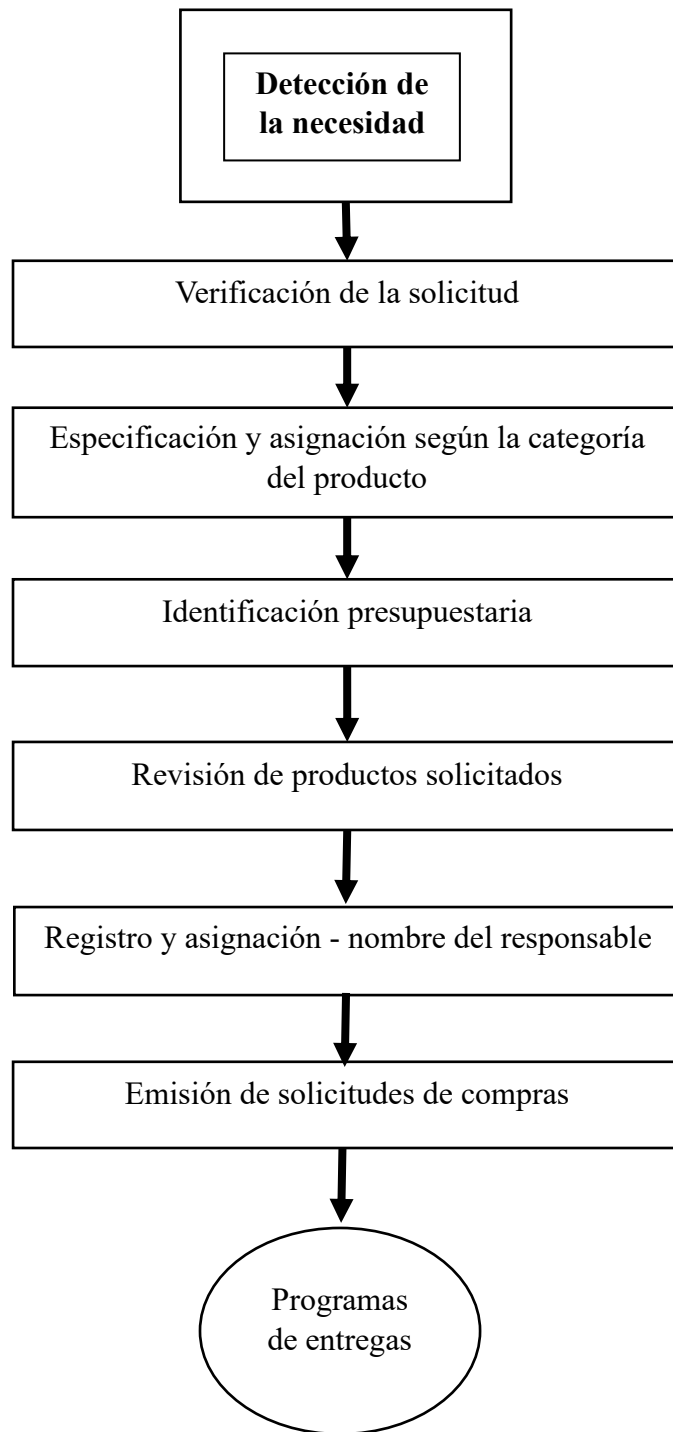 Detección de
la necesidad
Verificación de la solicitud
Especificación y asignación según la categoría
del producto
Identificación presupuestaria
Revisión de productos solicitados
Registro y asignación - nombre del responsable
Emisión de solicitudes de compras
Programas
de entregas